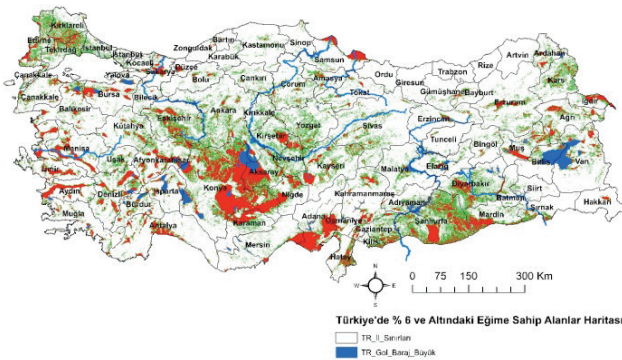 Kırklareli
Edirne
Tekirdağ
İstanbul
İstanbul
Kocaeli
Yalova
Sakarya
Düzce
Zonguldak
Bartın
Karabük
Kastamonu
Sinop
Samsun
Ordu
Giresun
Trabzon
Rize
Artvin
Ardahan
Kars
Iğdır
Ağrı
Çanakkale
Çanakkale
Balıkesir
Bursa
Bilecik
Bolu
Çankırı
Çorum
Amasya
Tokat
Gümüşhane
Bayburt
Erzurum
Erzincan
Kütahya
Eskişehir
Ankara
Kırıkkale
Yozgat
Sivas
Tunceli
Bingöl
Muş
Bitlis
Van
Manisa
Uşak
Afyonkarahisar
Kırşehir
Nevşehir
Kayseri
Malatya
Elazığ
İzmir
Aydın
Denizli
Isparta
Burdur
Konya
Aksaray
Niğde
Kahramanmaraş
Adıyaman
Diyarbakır
Batman
Siirt
Şırnak
Hakkari
Muğla
Antalya
Karaman
Mersin
Adana
Osmaniye
Gaziantep
Kilis
Hatay
Şanlıurfa
Mardin
N
W
E
S
0
75
150
300 Km
Türkiye'de % 6 ve Altındaki Eğime Sahip Alanlar Haritası
TR_İl_Sınırları
TR_Gol_Baraj_Büyük